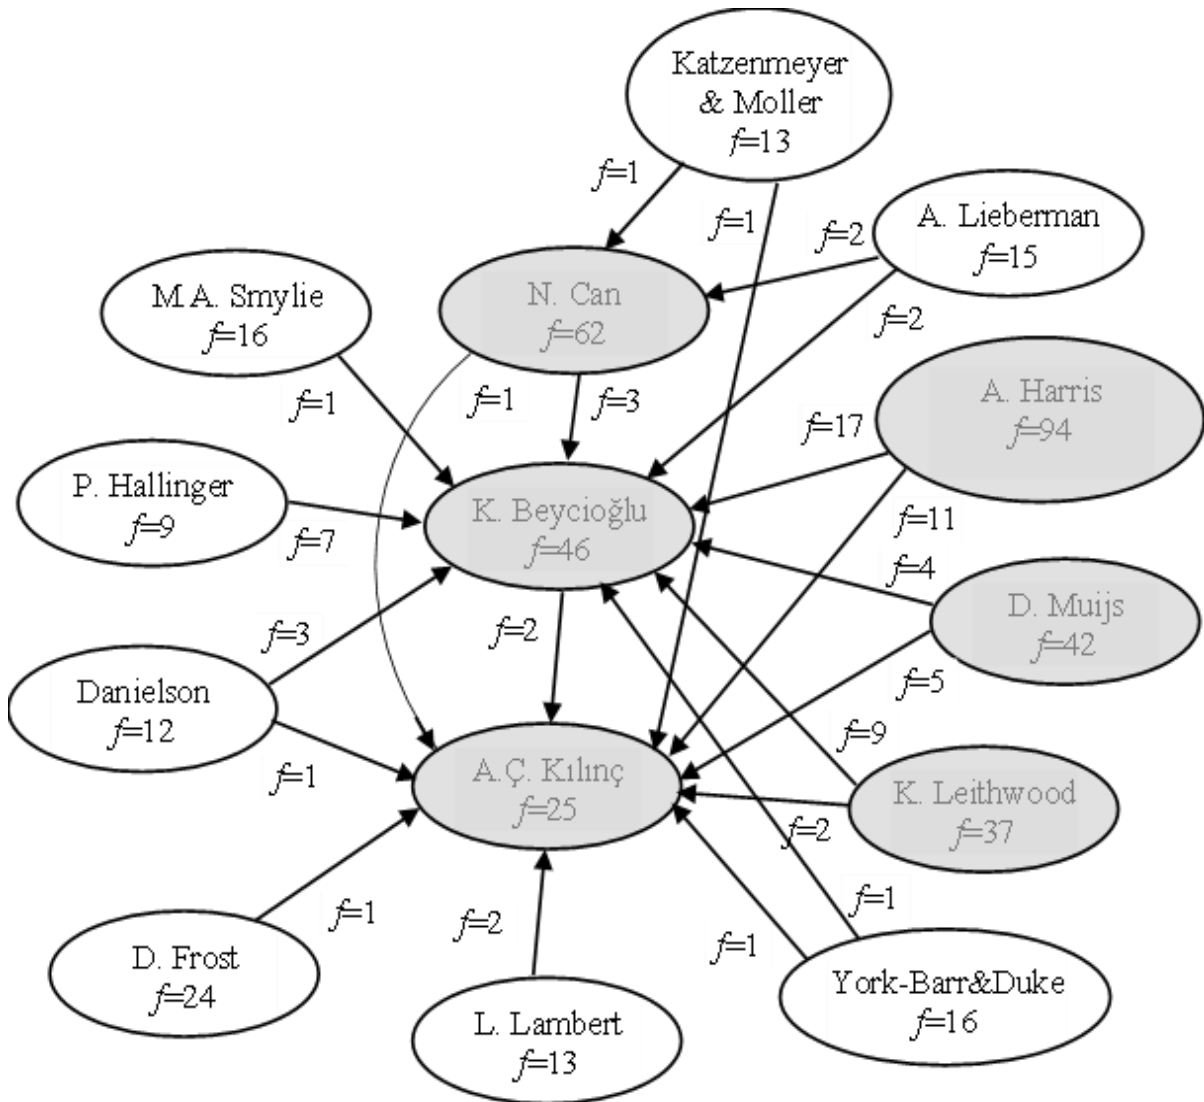 Katzenmeyer
& Moller
f=13
f=1
f=1
A. Lieberman
f=15
f=2
f=2
N. Can
f=62
M.A. Smylie
f=16
f=1
f=1
f=3
A. Harris
f=94
f=17
f=11
P. Hallinger
f=9
f=7
K. Beycioğlu
f=46
f=4
D. Muijs
f=42
f=5
f=3
f=2
Danielson
f=12
f=1
A.Ç. Kılınç
f=25
f=9
K. Leithwood
f=37
f=2
f=1
f=1
f=1
f=2
D. Frost
f=24
L. Lambert
f=13
York-Barr&Duke
f=16